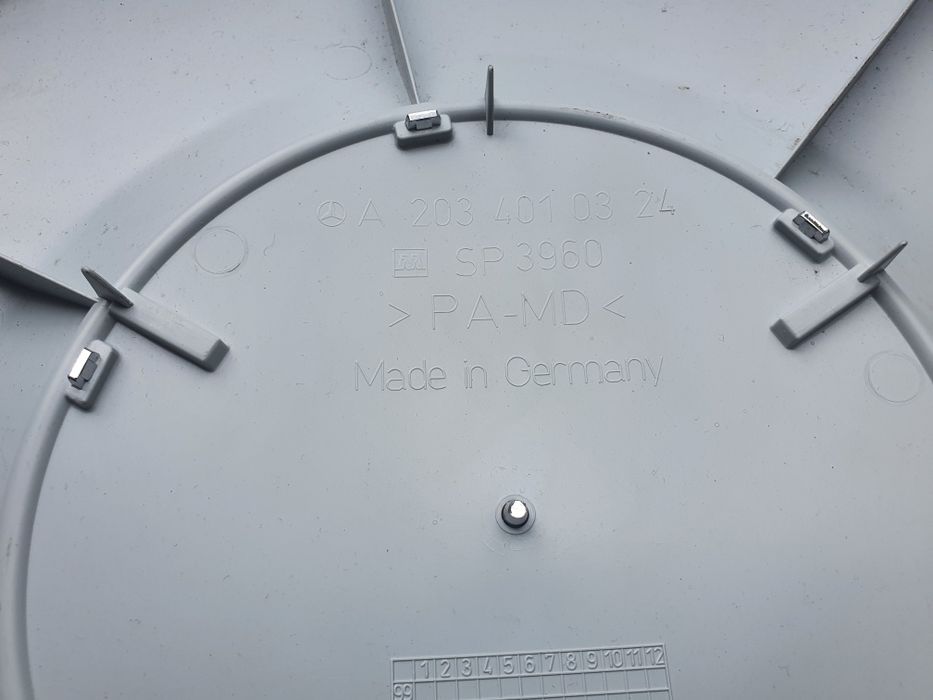 A 203 401 03 24
SP 3960
> PA-MD <
Made in Germany
1 2 3 4 5 6 7 8 9 10 11 12